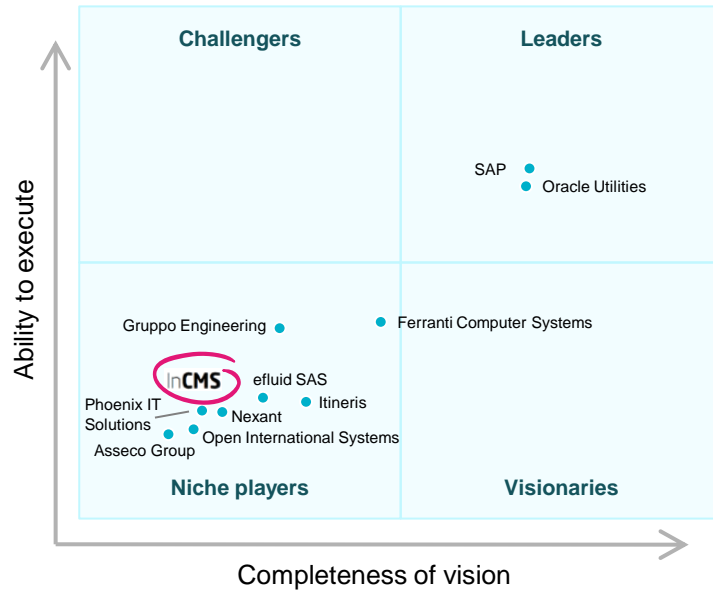 Challengers
Leaders
SAP
Oracle Utilities
Gruppo Engineering
Ferranti Computer Systems
InCMS
efluid SAS
Itineris
Phoenix IT
Solutions
Nexant
Open International Systems
Asseco Group
Niche players
Visionaries
Ability to execute
Completeness of vision